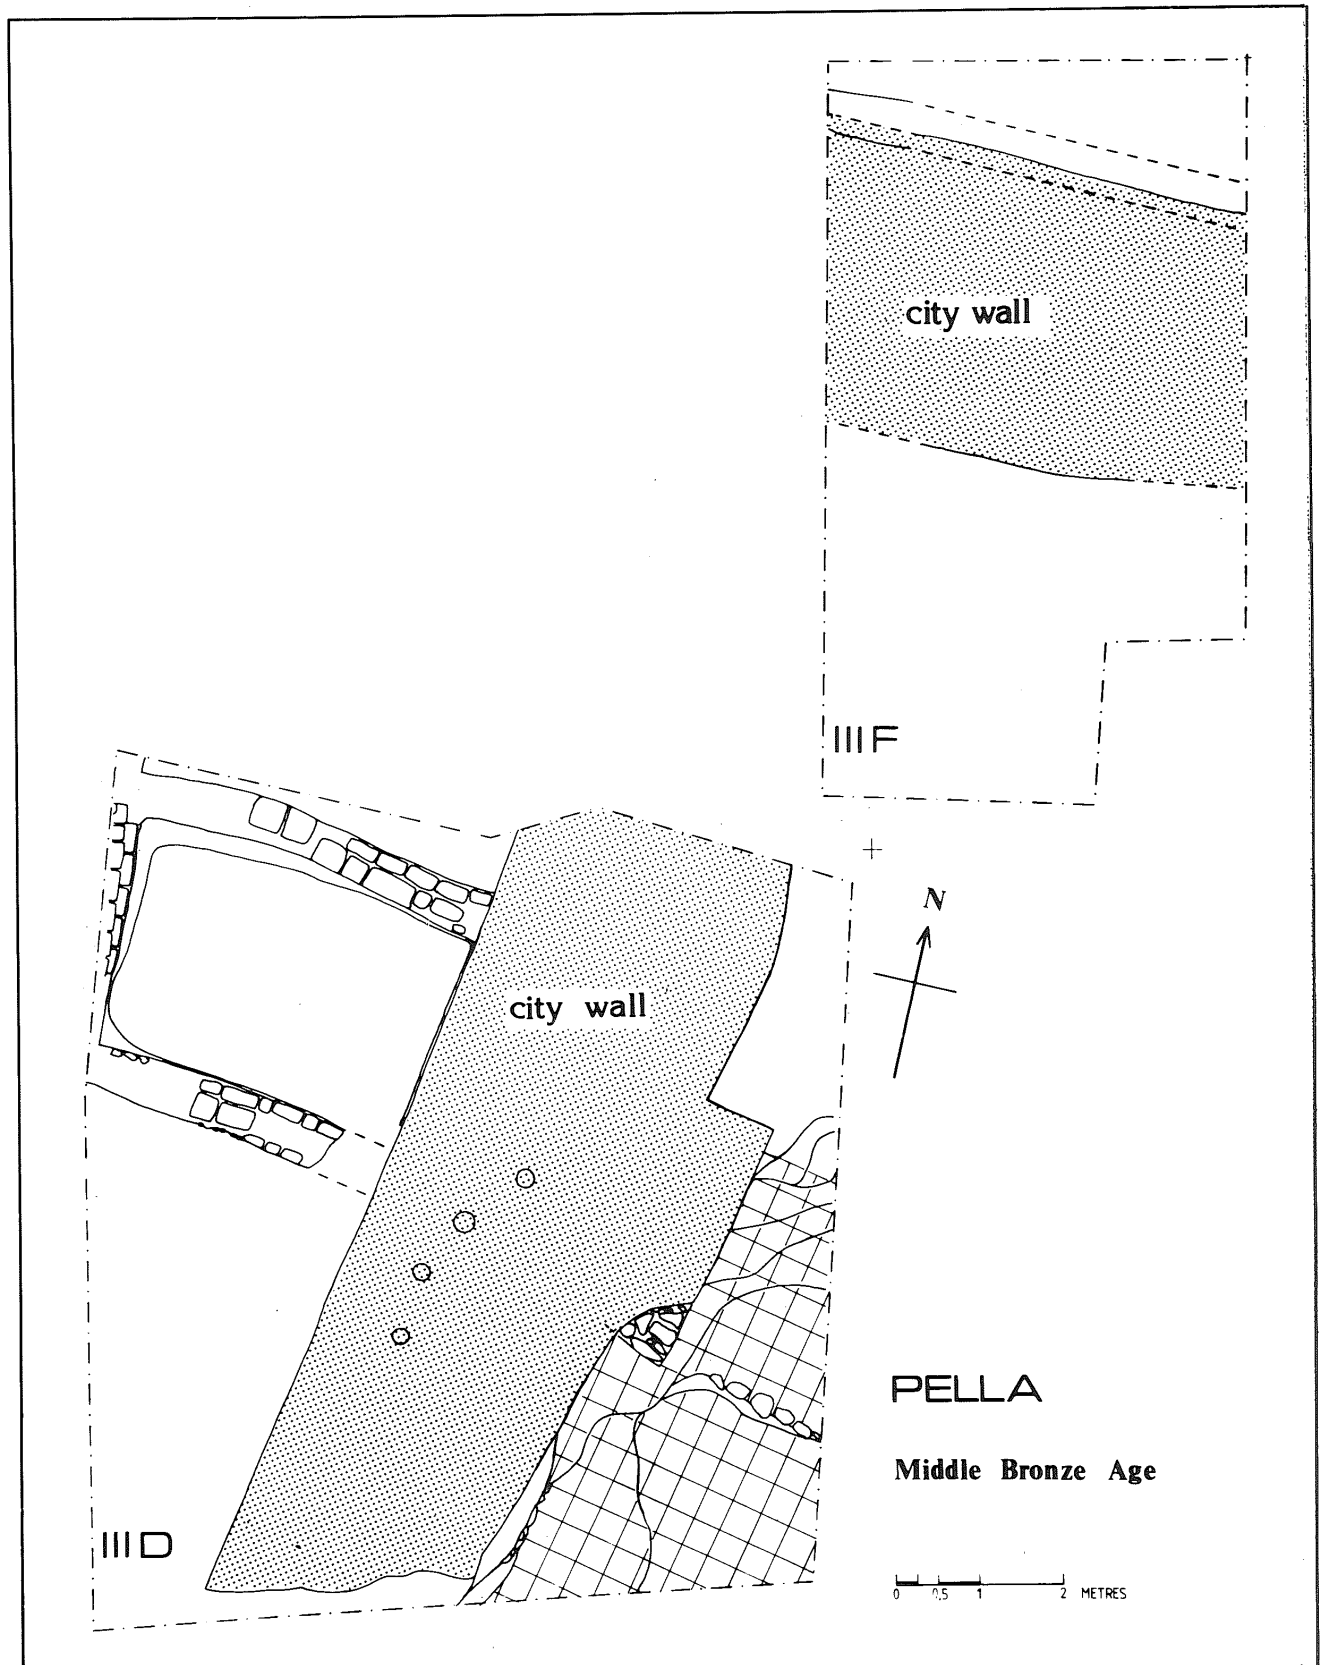 city wall
IIIF
N
city wall
PELLA
Middle Bronze Age
IIID
0 0,5 1 2 METRES